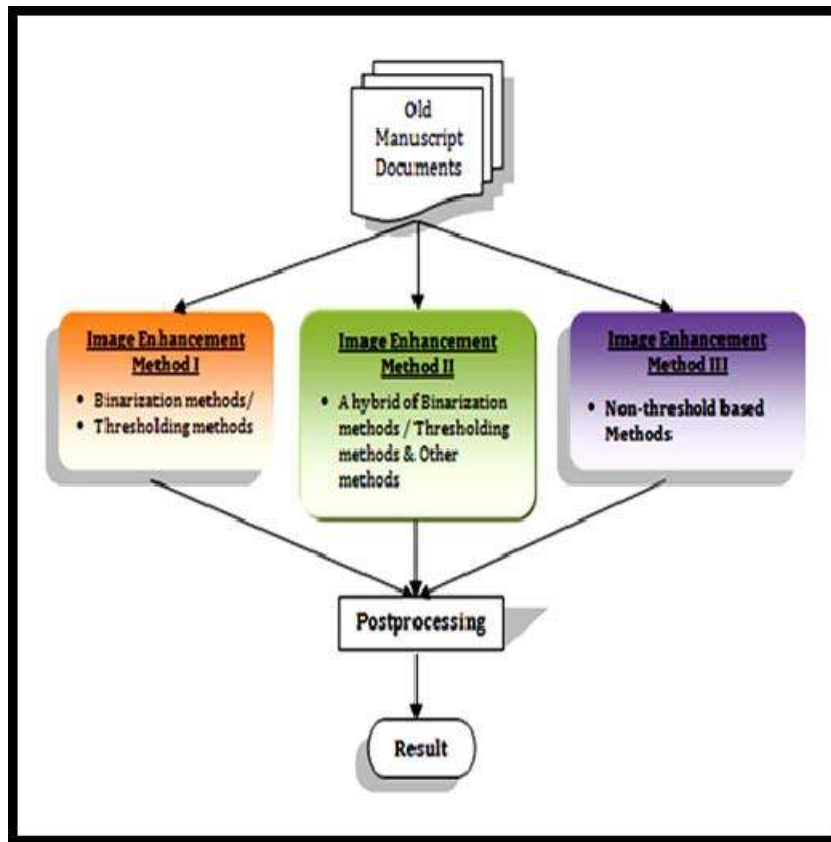 Old
Manuscript
Documents
Image Enhancement
Method I
• Binarization methods/
• Thresholding methods
Image Enhancement
Method II
• A hybrid of Binarization
methods / Thresholding
methods & Other
methods
Image Enhancement
Method III
• Non-threshold based
Methods
Postprocessing
Result